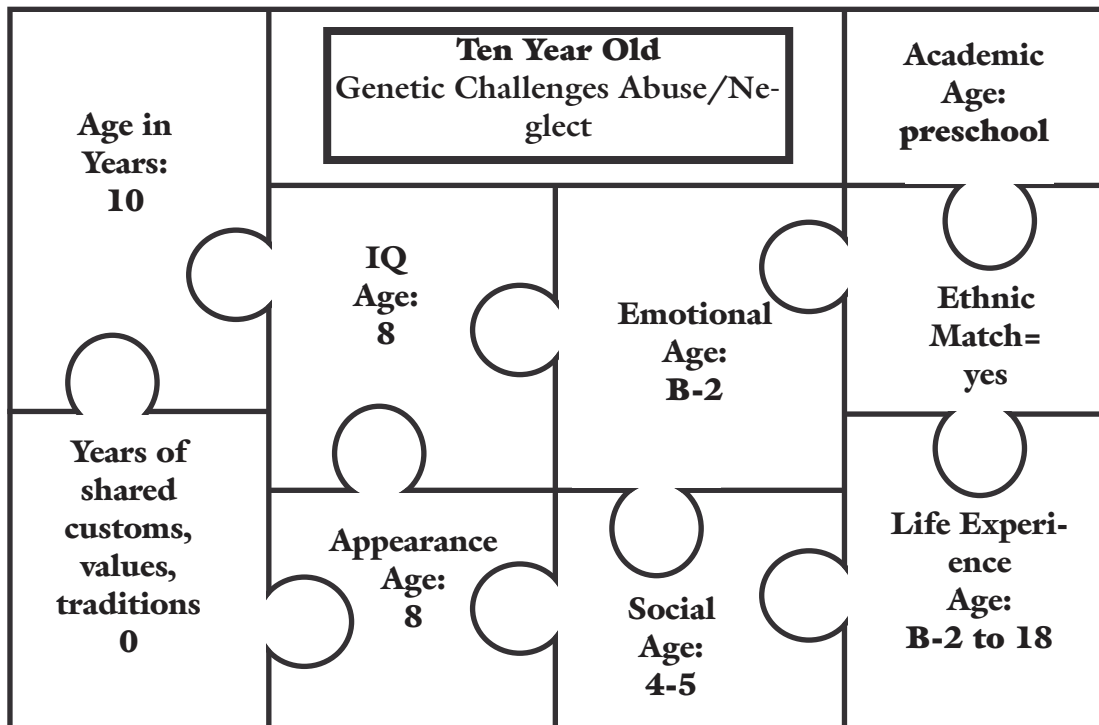 Ten Year Old
Genetic Challenges Abuse/Ne-
glect
Age in
Years:
10
Academic
Age:
preschool
IQ
Age:
8
Emotional
Age:
B-2
Ethnic
Match=
yes
Years of
shared
customs,
values,
traditions
0
Appearance
Age:
8
Social
Age:
4-5
Life Experi-
ence
Age:
B-2 to 18